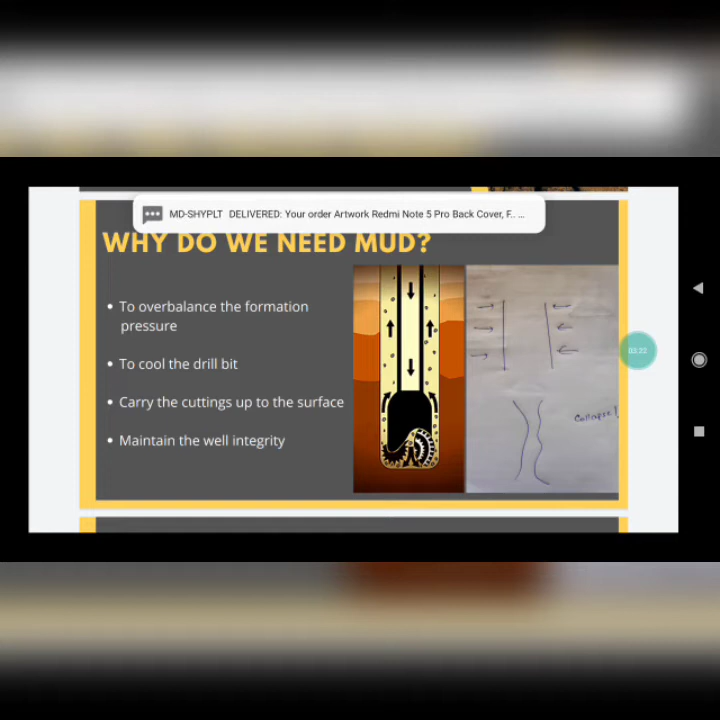 MD-SHYPLT DELIVERED: Your order Artwork Redmi Note 5 Pro Back Cover, F.. ...
WHY DO WE NEED MUD?
• To overbalance the formation
pressure
• To cool the drill bit
• Carry the cuttings up to the surface
• Maintain the well integrity
Collapse!